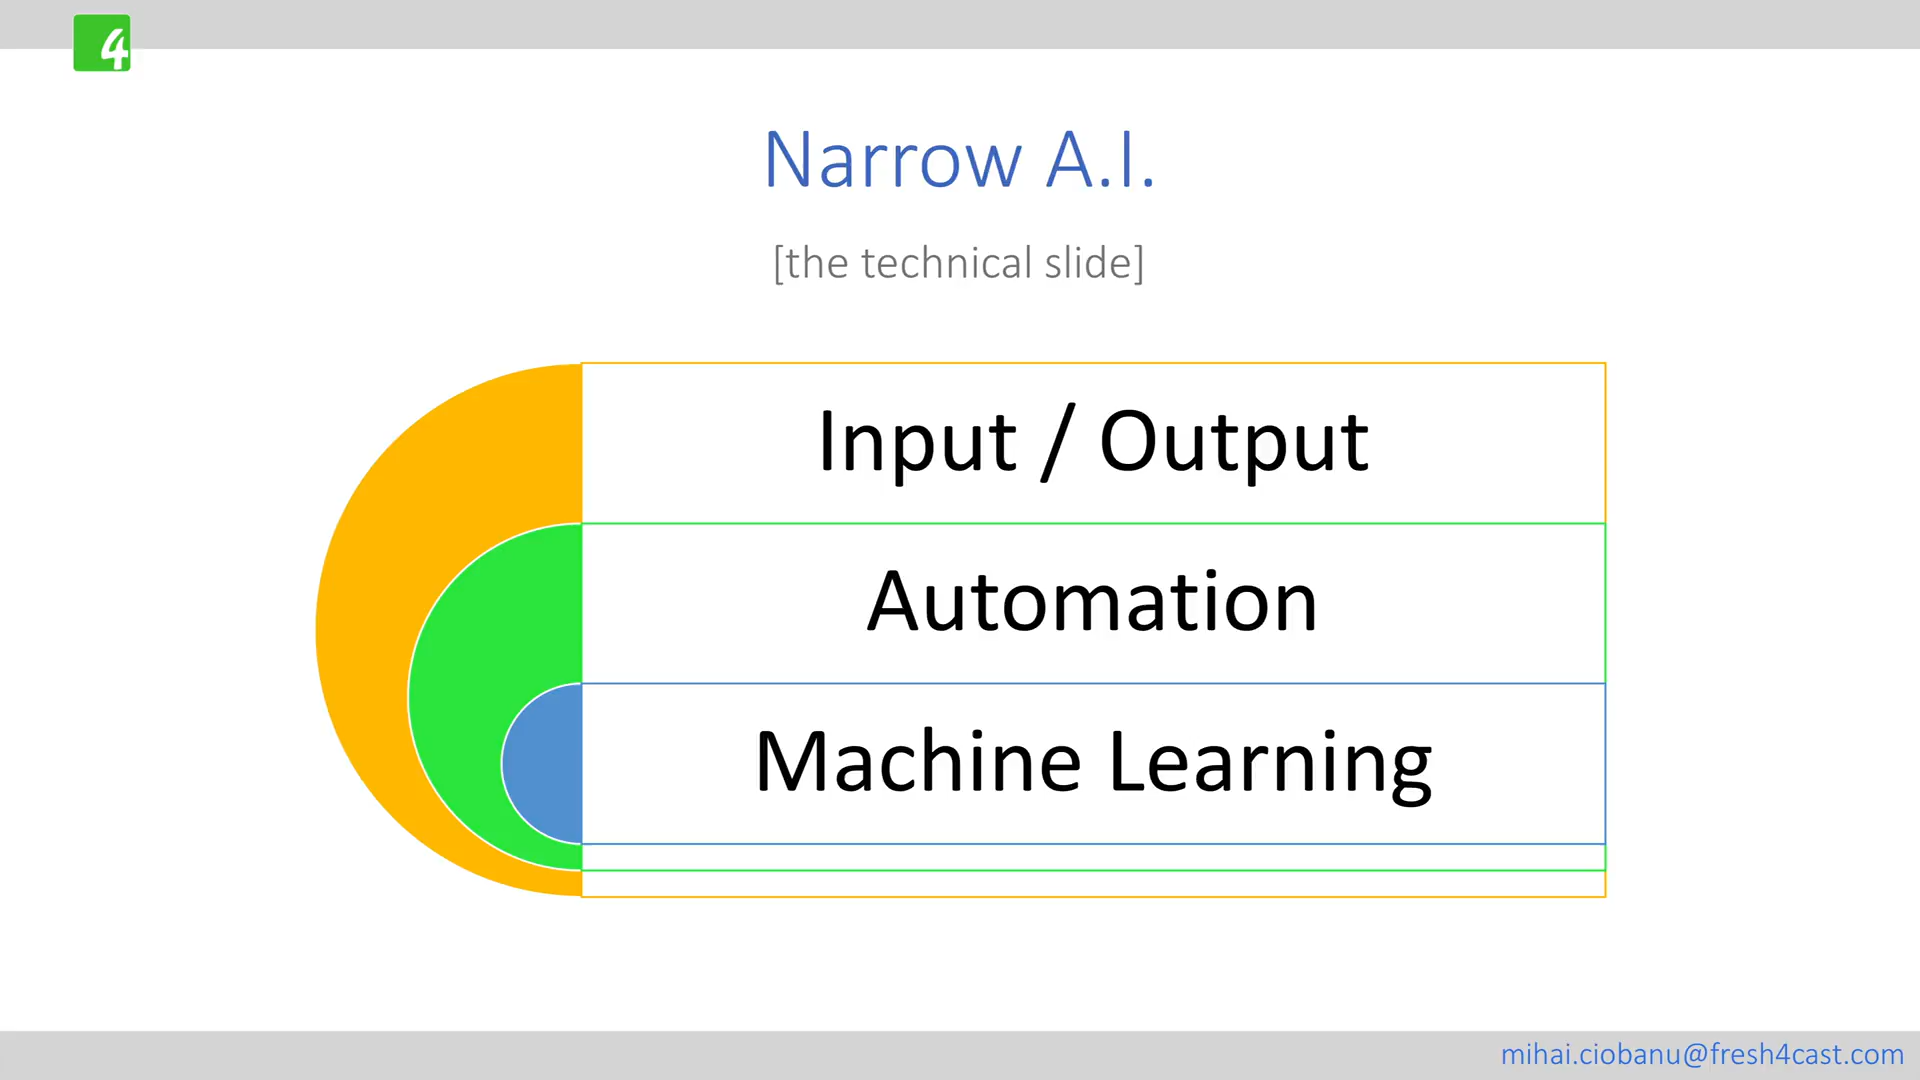 4
Narrow A.I.
[the technical slide]
Input / Output
Automation
Machine Learning
mihai.ciobanu@fresh4cast.com